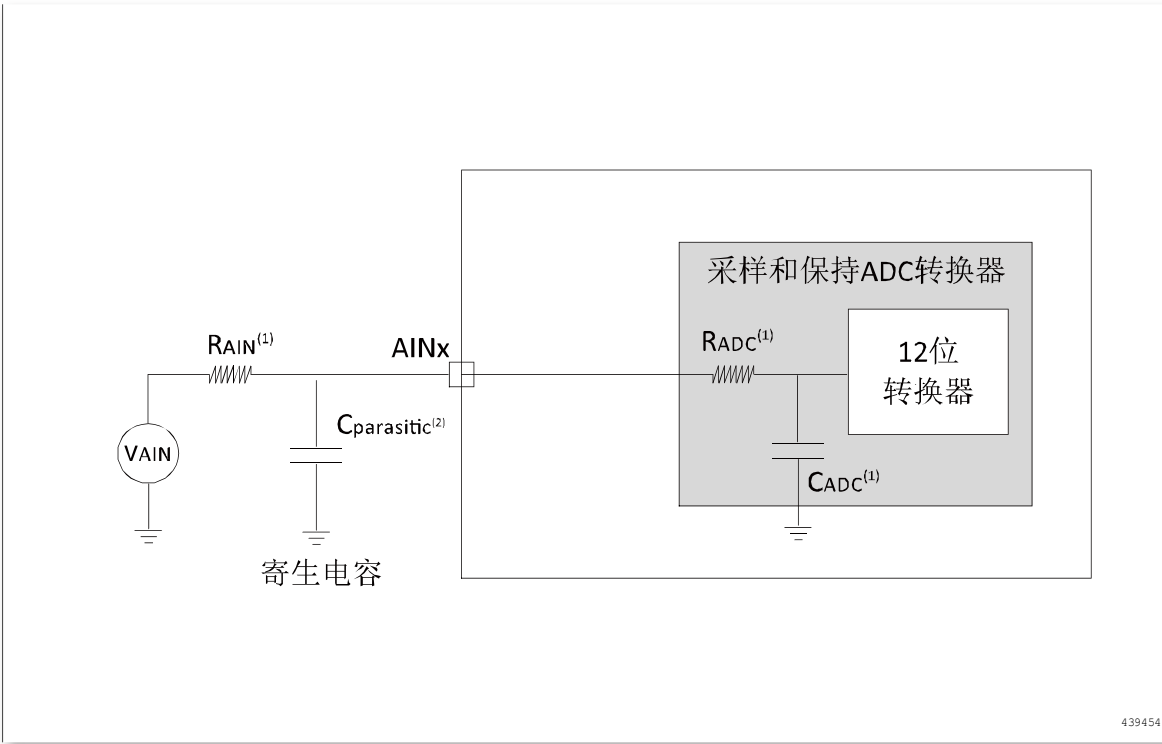 采样和保持ADC转换器
RAIN(1)
AINx
RADC(1)
12位
转换器
Cparasitic(2)
VAIN
CADC(1)
寄生电容
439454